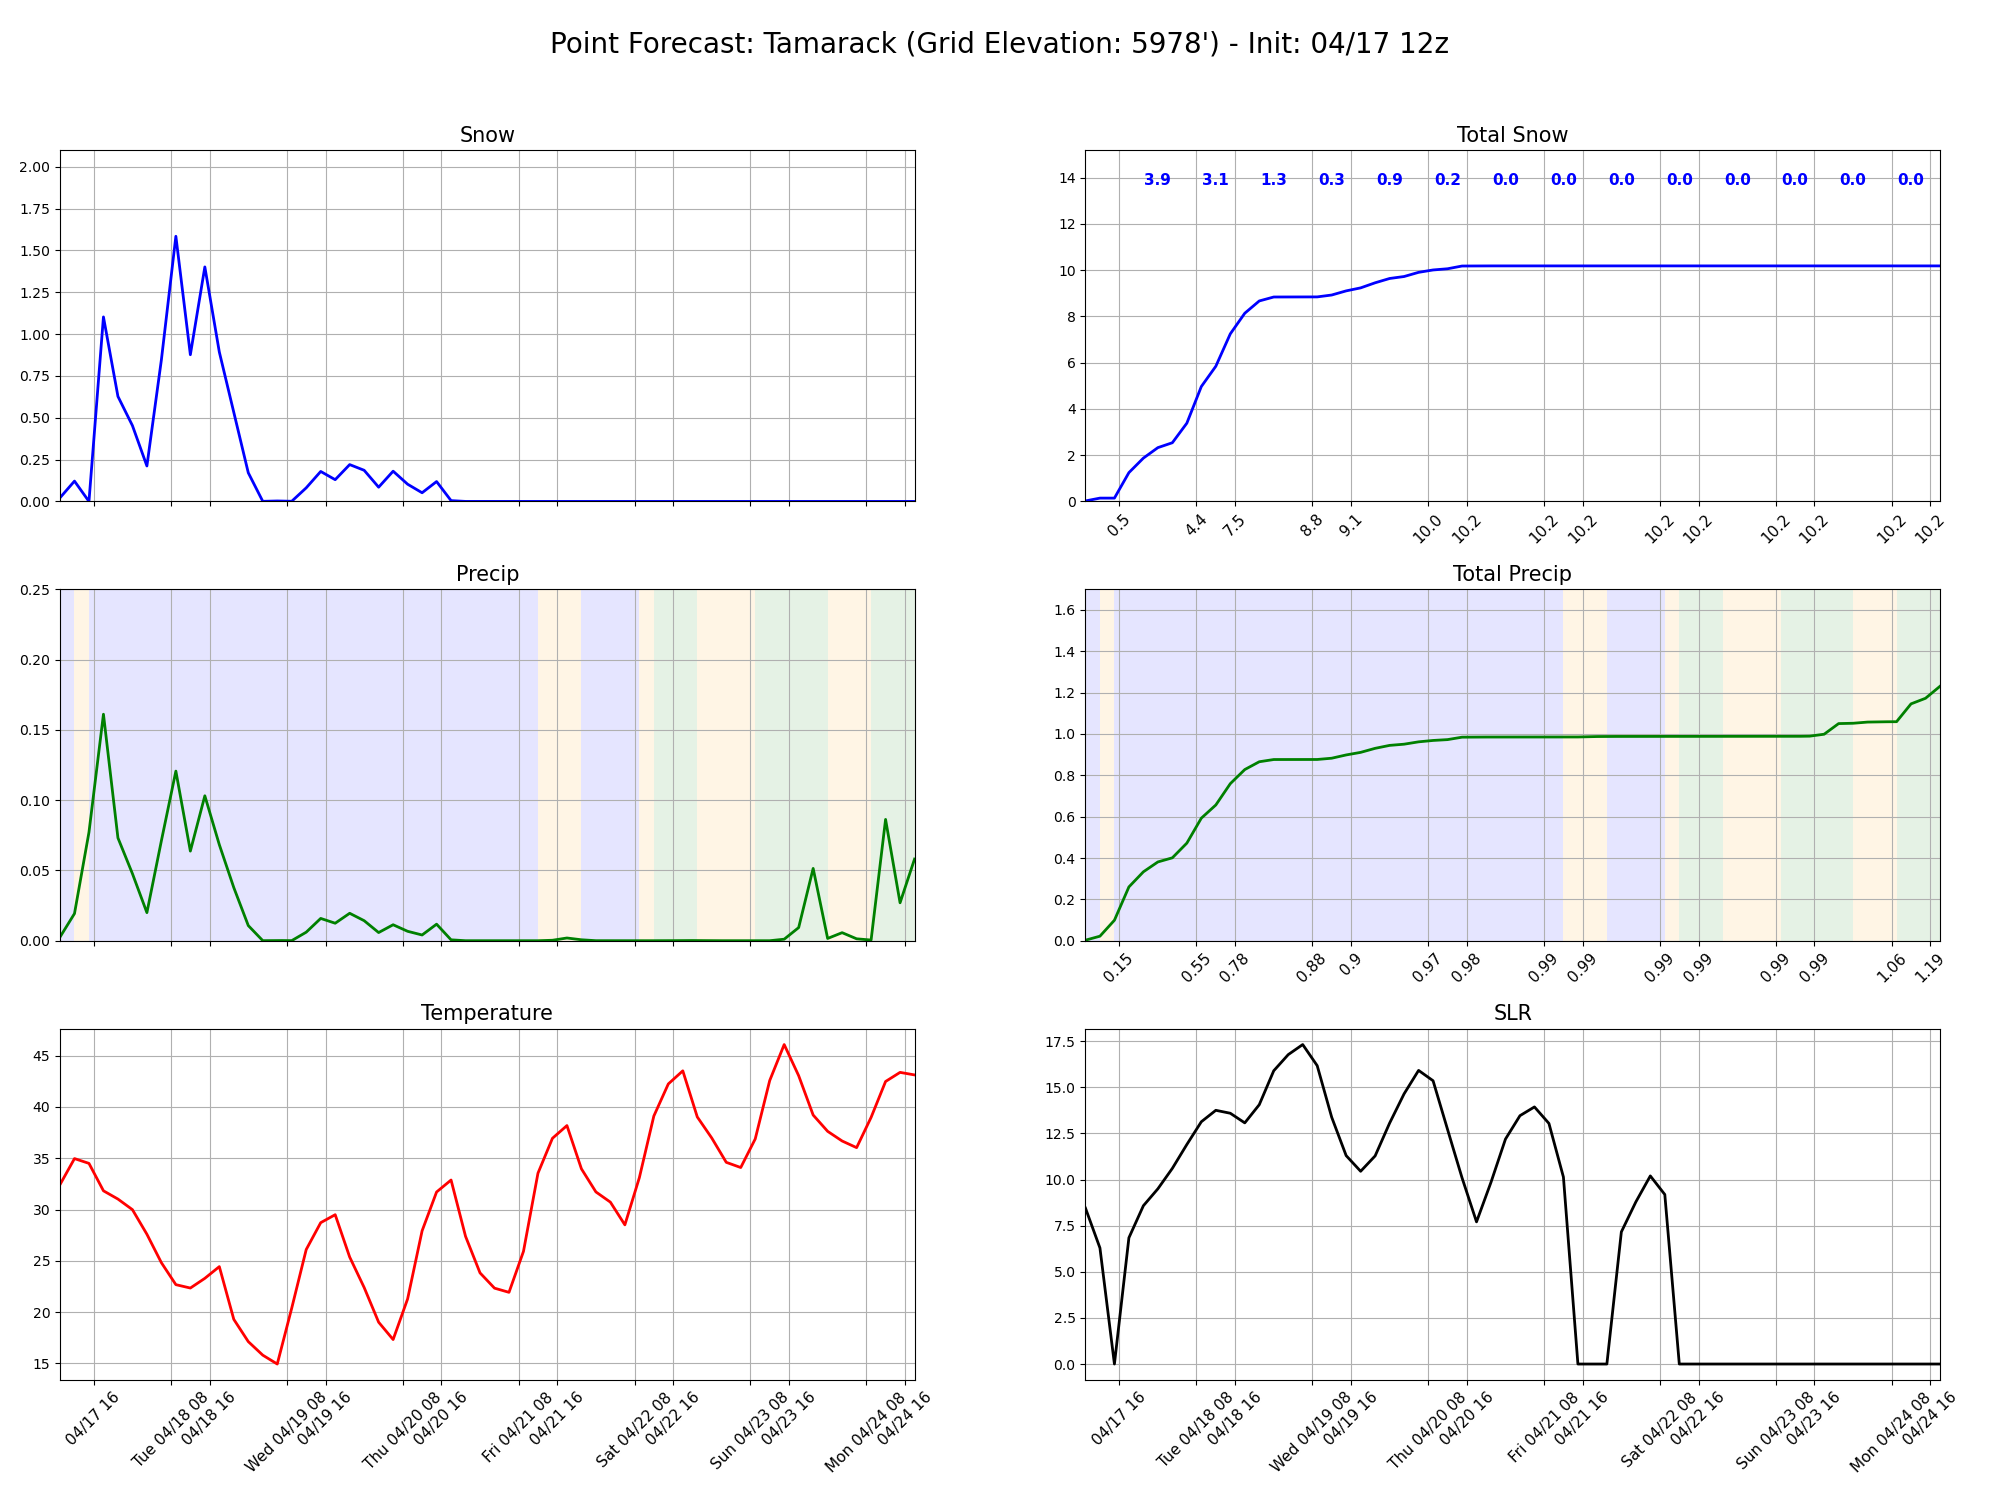 Point Forecast: Tamarack (Grid Elevation: 5978') - Init: 04/17 12z
Snow
2.00
1.75
1.50
1.25
1.00
0.75
0.50
0.25
0.00
Total Snow
14
12
10
8
6
4
2
0
3.9 3.1 1.3 0.3 0.9 0.2 0.0 0.0 0.0 0.0 0.0 0.0 0.0 0.0
0.5 4.4 7.5 8.8 9.1 10.0 10.2 10.2 10.2 10.2 10.2 10.2 10.2 10.2 10.2
Precip
0.25
0.20
0.15
0.10
0.05
0.00
Total Precip
1.6
1.4
1.2
1.0
0.8
0.6
0.4
0.2
0.0
0.15 0.55 0.78 0.88 0.9 0.97 0.98 0.99 0.99 0.99 0.99 0.99 0.99 1.06 1.19
Temperature
45
40
35
30
25
20
15
04/17 16
Tue 04/18 08
04/18 16
Wed 04/19 08
04/19 16
Thu 04/20 08
04/20 16
Fri 04/21 08
04/21 16
Sat 04/22 08
04/22 16
Sun 04/23 08
04/23 16
Mon 04/24 08
04/24 16
SLR
17.5
15.0
12.5
10.0
7.5
5.0
2.5
0.0
04/17 16
Tue 04/18 08
04/18 16
Wed 04/19 08
04/19 16
Thu 04/20 08
04/20 16
Fri 04/21 08
04/21 16
Sat 04/22 08
04/22 16
Sun 04/23 08
04/23 16
Mon 04/24 08
04/24 16